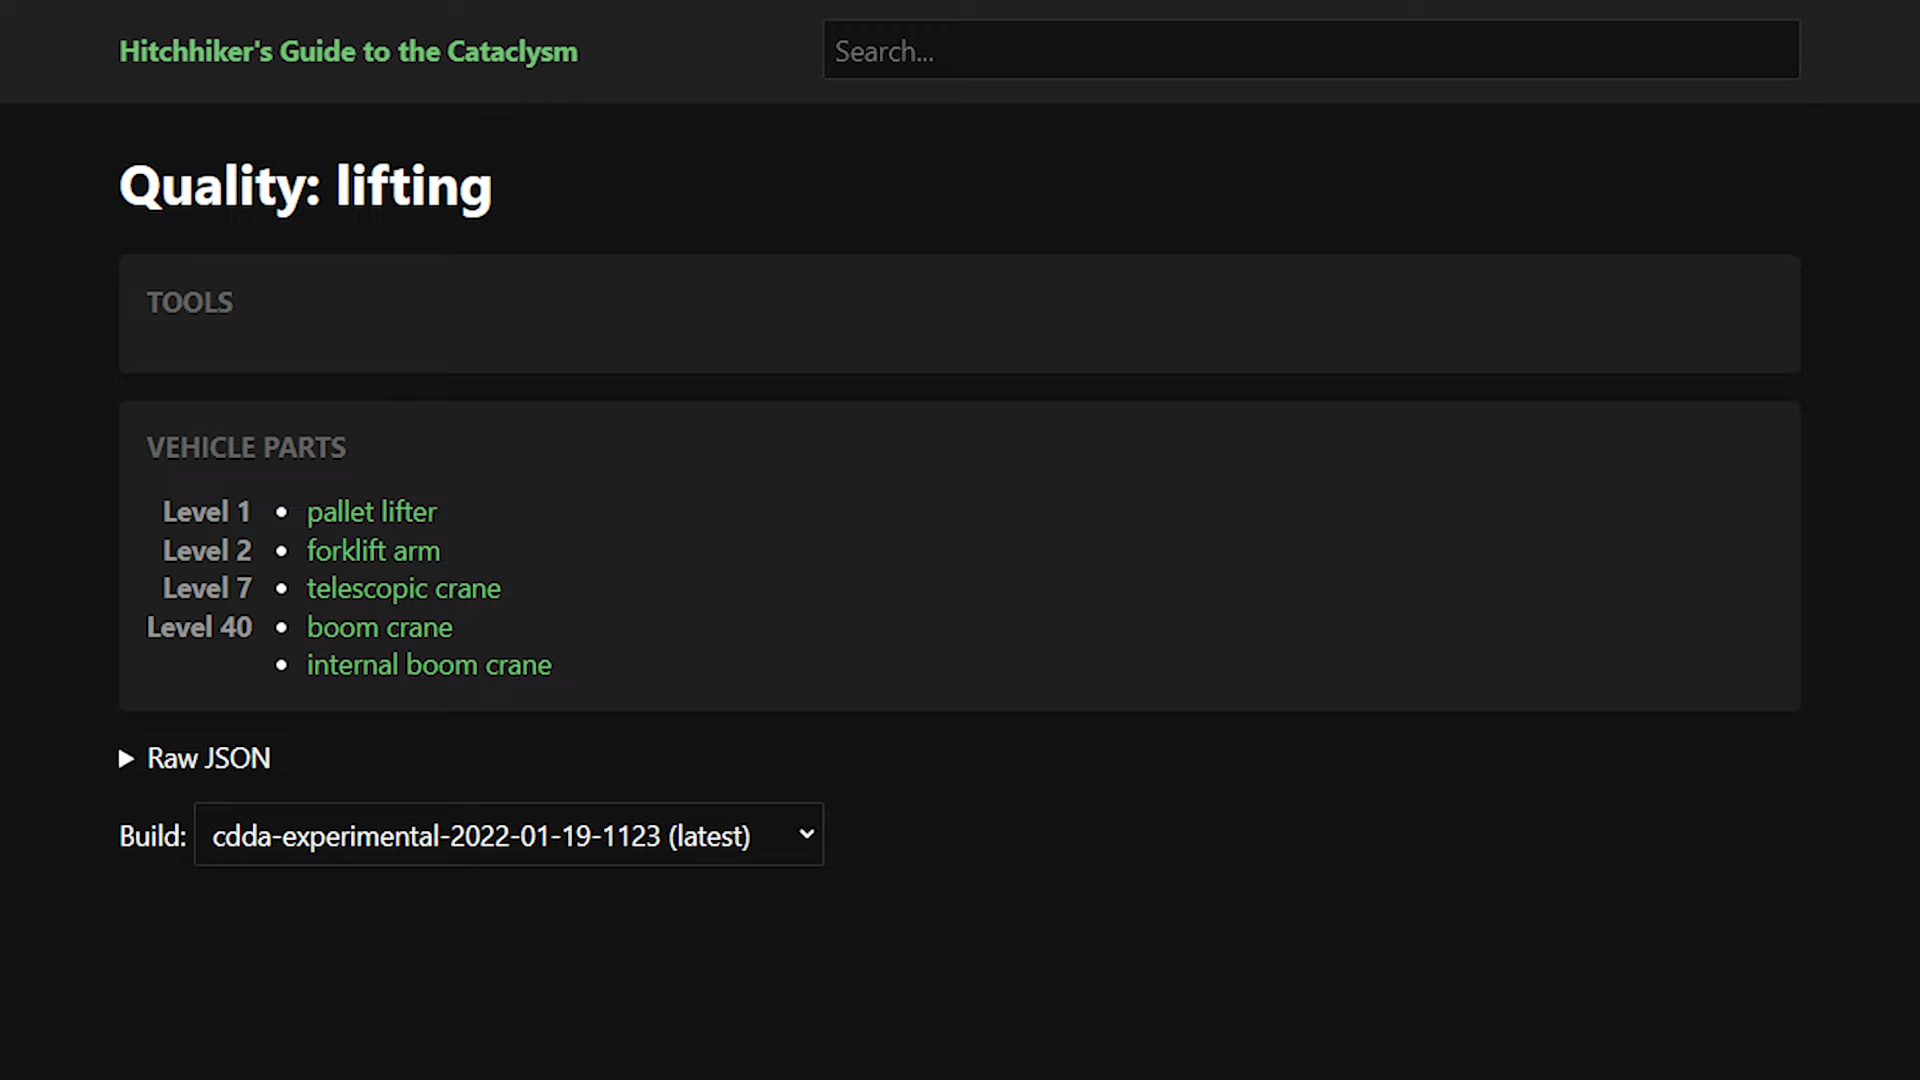 Hitchhiker's Guide to the Cataclysm
Search...
Quality: lifting
TOOLS
VEHICLE PARTS
Level 1 • pallet lifter
Level 2 • forklift arm
Level 7 • telescopic crane
Level 40 • boom crane
• internal boom crane
▶ Raw JSON
Build: cdda-experimental-2022-01-19-1123 (latest)